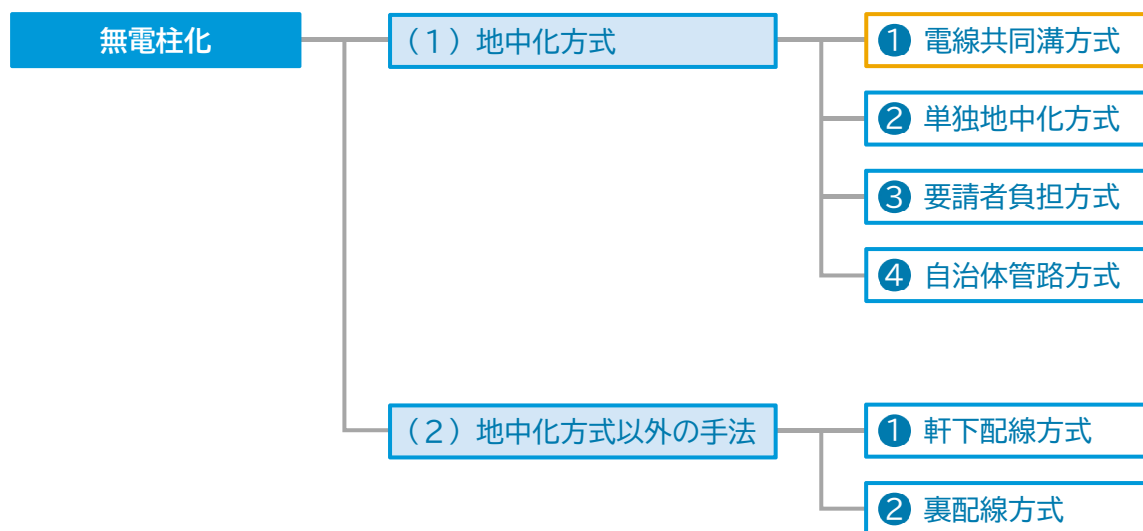 無電柱化
（1）地中化方式
❶ 電線共同溝方式
❷ 単独地中化方式
❸ 要請者負担方式
❹ 自治体管路方式
（2）地中化方式以外の手法
❶ 軒下配線方式
❷ 裏配線方式